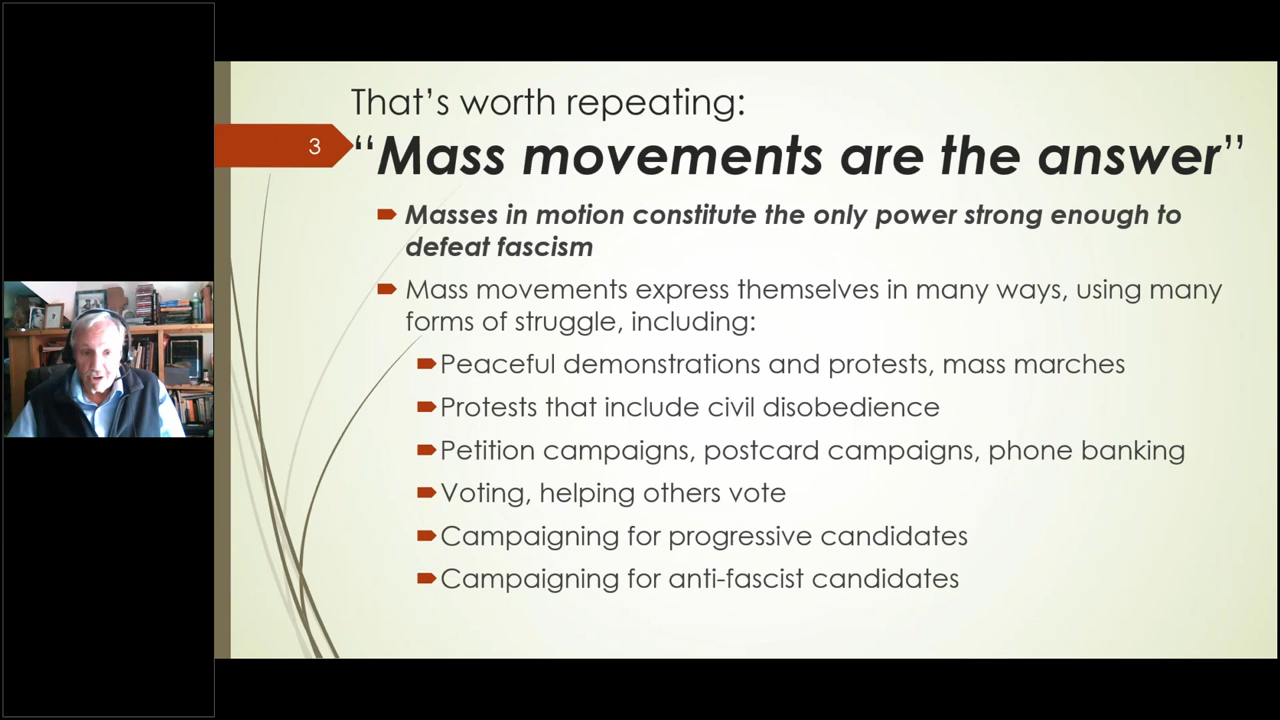 That’s worth repeating:
3
“Mass movements are the answer”
Masses in motion constitute the only power strong enough to
defeat fascism
Mass movements express themselves in many ways, using many
forms of struggle, including:
Peaceful demonstrations and protests, mass marches
Protests that include civil disobedience
Petition campaigns, postcard campaigns, phone banking
Voting, helping others vote
Campaigning for progressive candidates
Campaigning for anti-fascist candidates